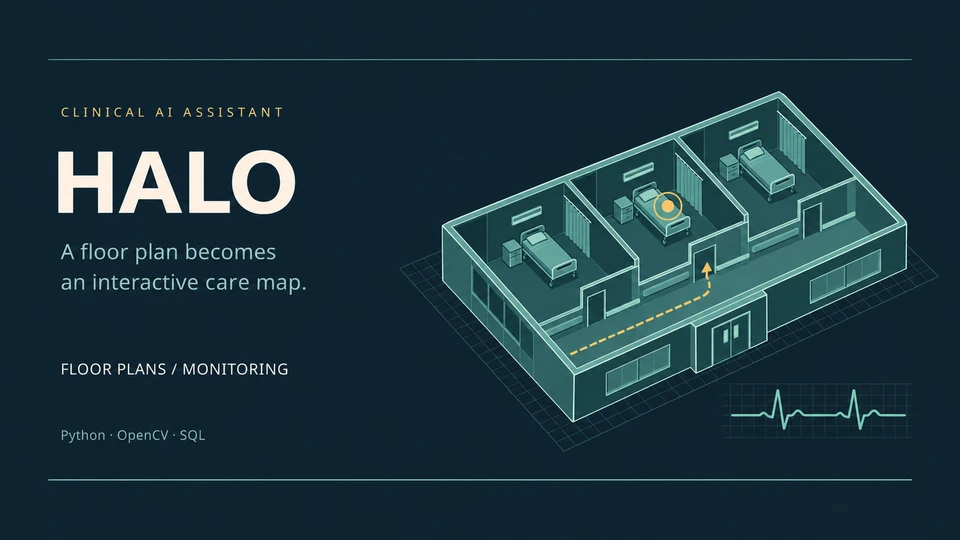 CLINICAL AI ASSISTANT
HALO
A floor plan becomes
an interactive care map.
FLOOR PLANS / MONITORING
Python · OpenCV · SQL